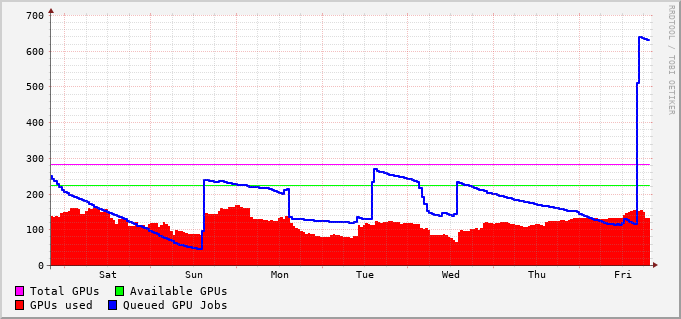 700
600
500
400
300
200
100
0
Sat Sun Mon Tue Wed Thu Fri
Total GPUs Available GPUs
GPUs used Queued GPU Jobs
RRDTOOL / TOBI OETIKER